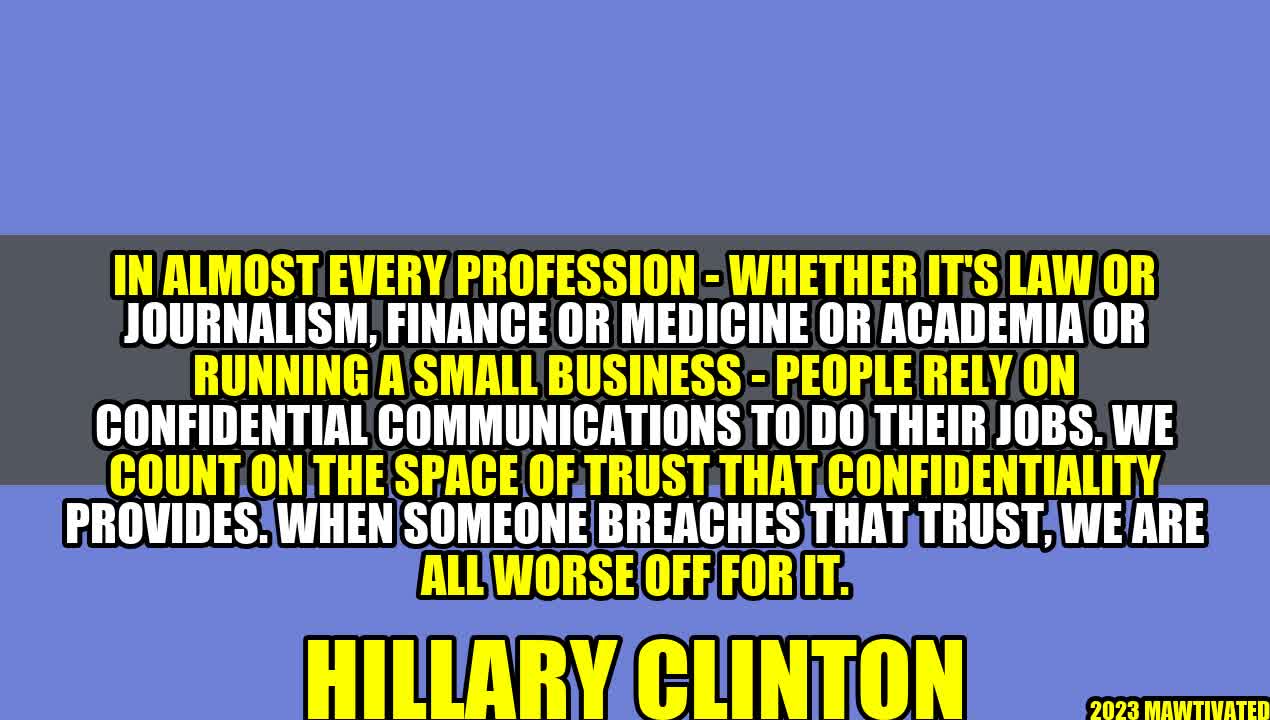 IN ALMOST EVERY PROFESSION - WHETHER IT'S LAW OR
JOURNALISM, FINANCE OR MEDICINE OR ACADEMIA OR
RUNNING A SMALL BUSINESS - PEOPLE RELY ON
CONFIDENTIAL COMMUNICATIONS TO DO THEIR JOBS. WE
COUNT ON THE SPACE OF TRUST THAT CONFIDENTIALITY
PROVIDES. WHEN SOMEONE BREACHES THAT TRUST, WE ARE
ALL WORSE OFF FOR IT.
HILLARY CLINTON
2023 MAWTIVATED